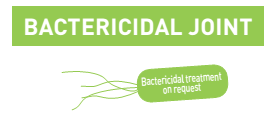 BACTERICIDAL JOINT
Bactericidal treatment
on request